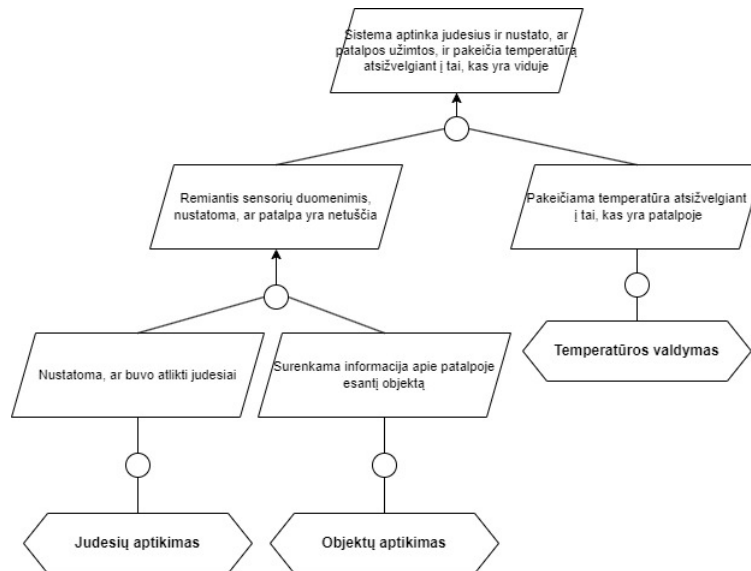 Sistema aptinka judesius ir nustato, ar
patalpos užimtos, ir pakeičia temperatūrą
atsižvelgiant į tai, kas yra viduje
Remiantis sensorių duomenimis,
nustatoma, ar patalpa yra netuščia
Pakeičiama temperatūra atsižvelgiant
į tai, kas yra patalpoje
Nustatoma, ar buvo atlikti judesiai
Surenkama informacija apie patalpoje
esantį objektą
Temperatūros valdymas
Judesių aptikimas
Objektų aptikimas